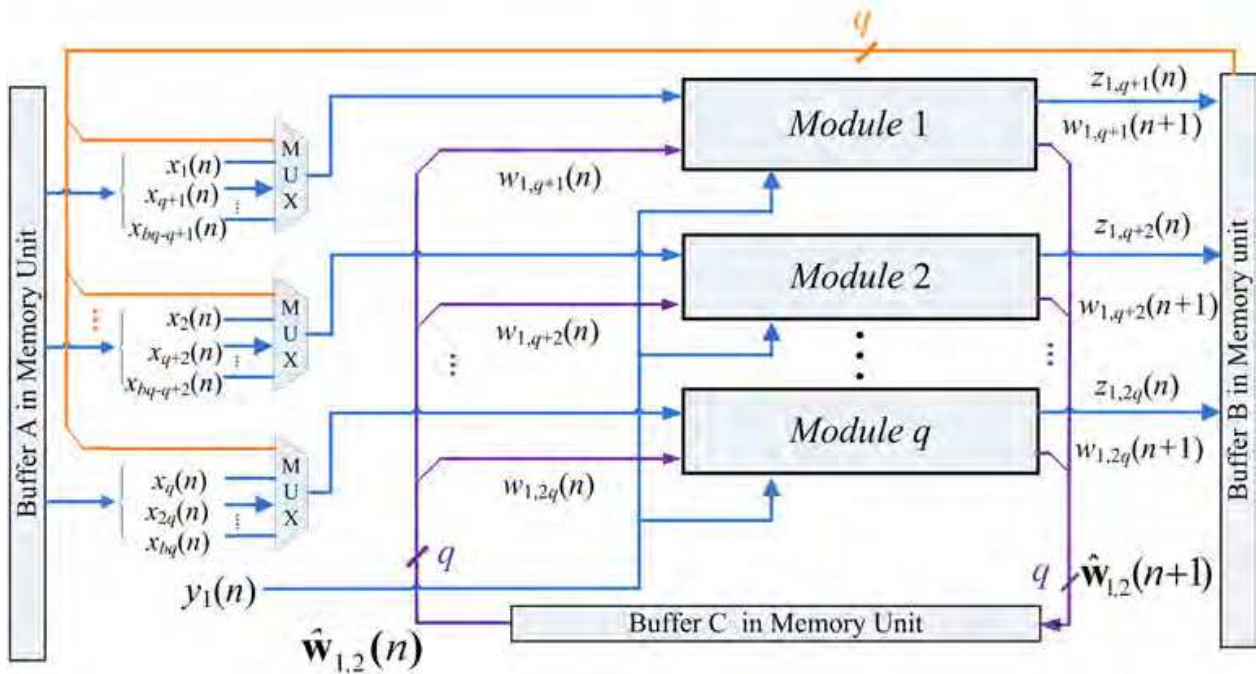 q
z1,q+1(n)
Module 1
w1,q+1(n+1)
M
U
X
x1(n)
xq+1(n)
⋮
xbq-q+1(n)
w1,q+1(n)
z1,q+2(n)
Module 2
w1,q+2(n+1)
M
U
X
x2(n)
xq+2(n)
⋮
xbq-q+2(n)
w1,q+2(n)
z1,2q(n)
Module q
w1,2q(n+1)
M
U
X
xq(n)
x2q(n)
⋮
xbq(n)
w1,2q(n)
q
q
ŵ1,2(n+1)
y1(n)
Buffer C in Memory Unit
ŵ1,2(n)
Buffer A in Memory Unit
Buffer B in Memory unit